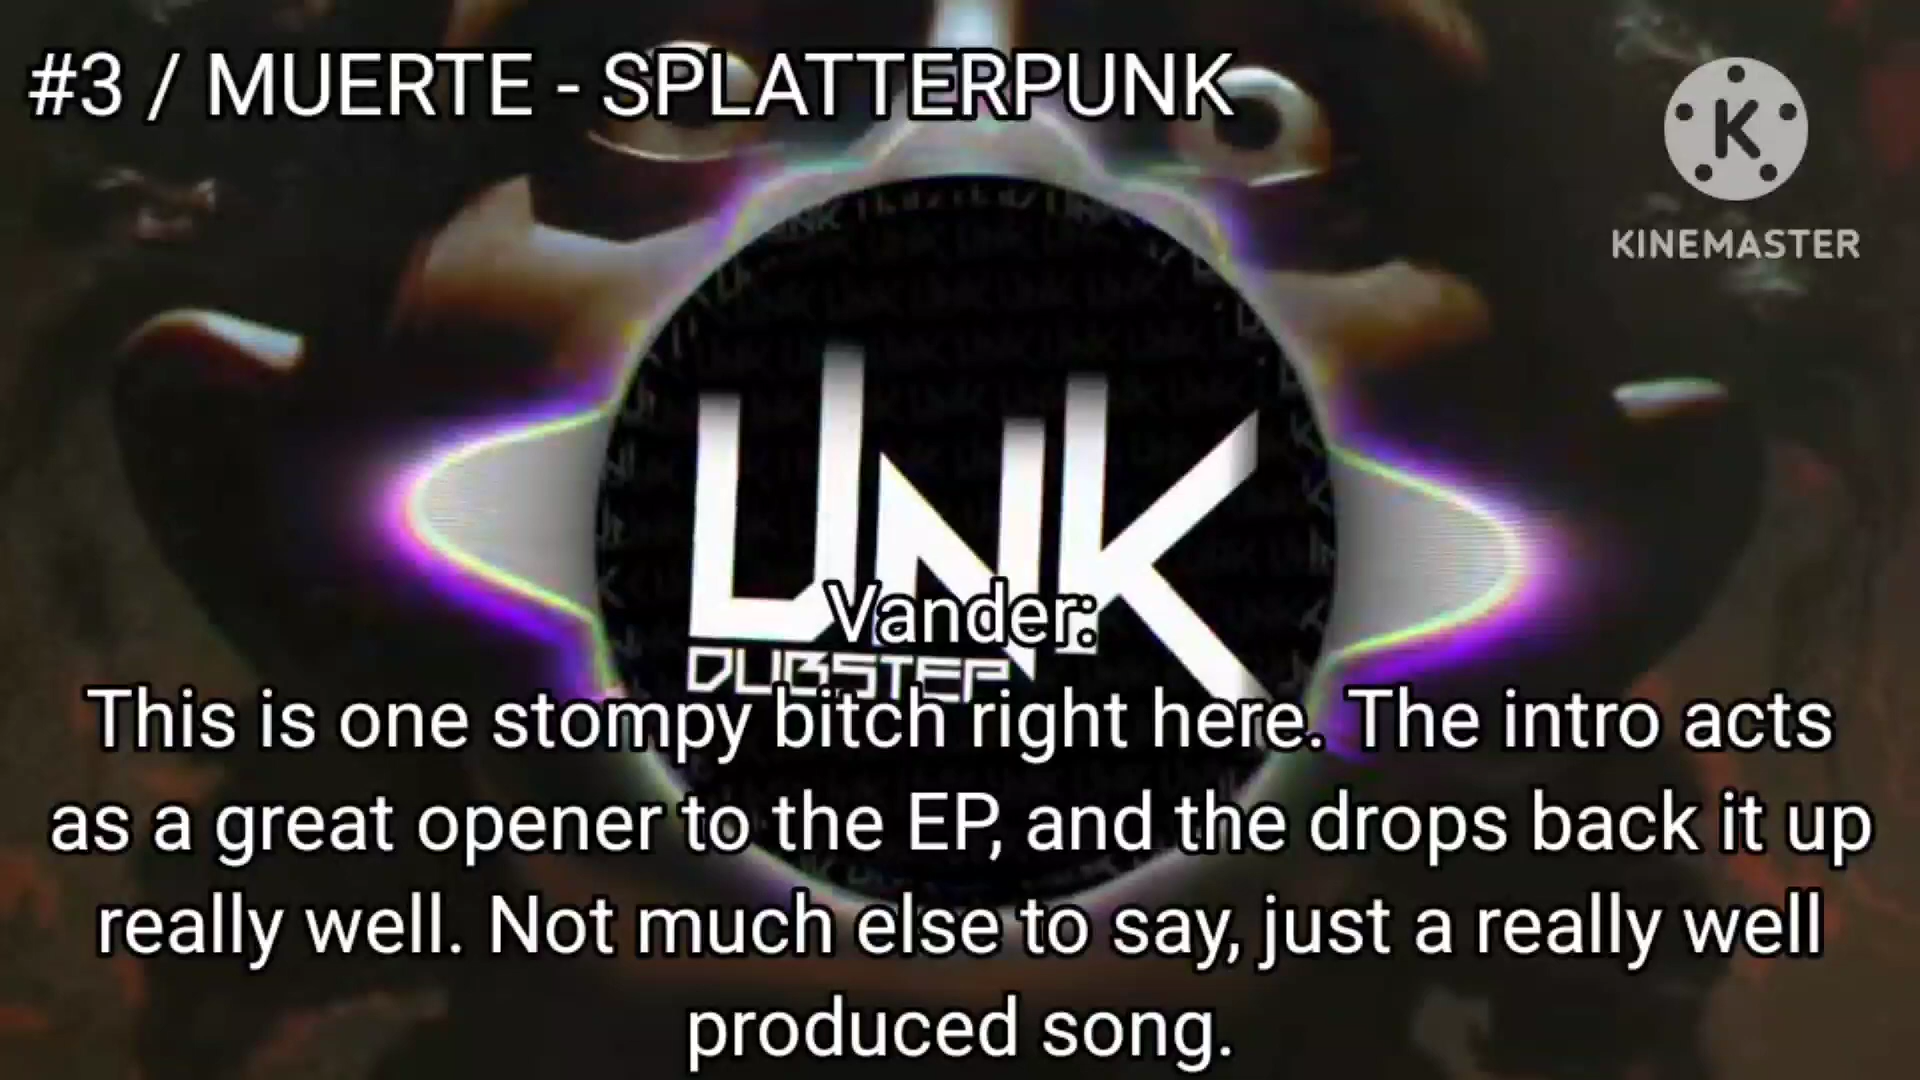 #3 / MUERTE - SPLATTERPUNK
KINEMASTER
UNK
DUBSTEP
Vander:
This is one stompy bitch right here. The intro acts
as a great opener to the EP, and the drops back it up
really well. Not much else to say, just a really well
produced song.